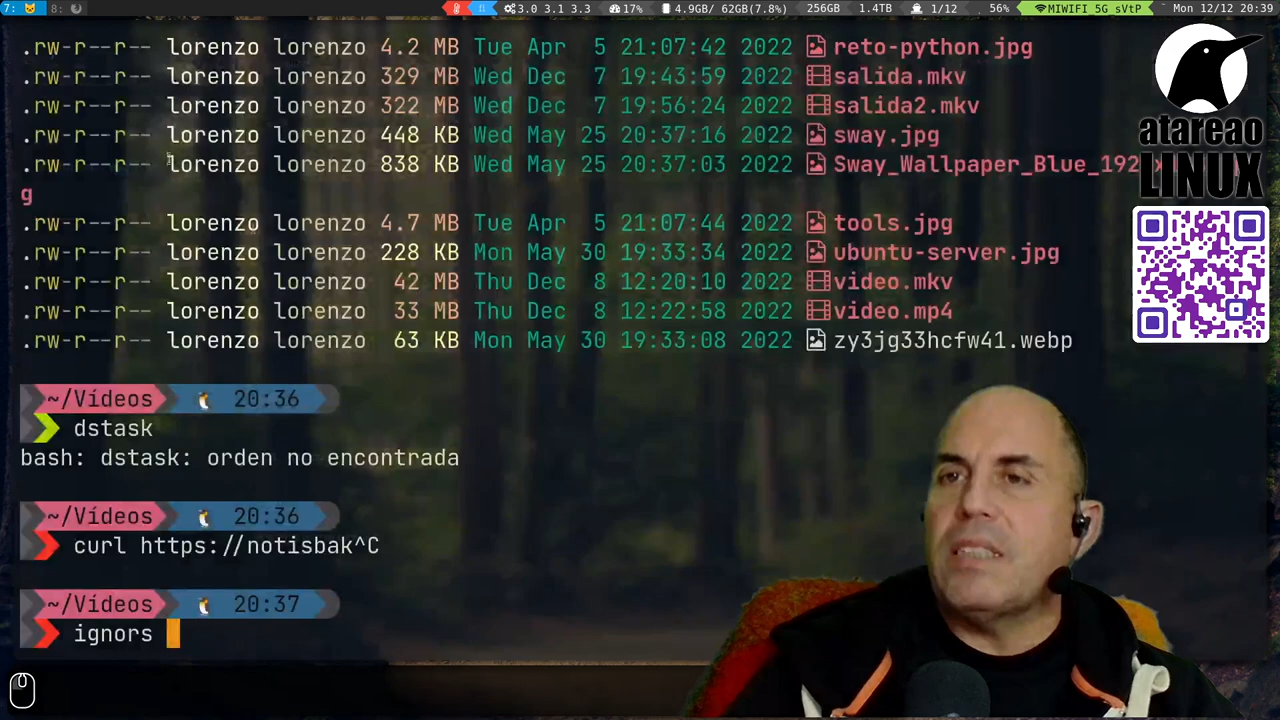 7: 8: 3.0 3.1 3.3 17% 4.9GB/ 62GB(7.8%) 256GB 1.4TB 1/12 56% MIWIFI 5G sVtP Mon 12/12 20:39
.rw-r--r-- lorenzo lorenzo 4.2 MB Tue Apr 5 21:07:42 2022 reto-python.jpg
.rw-r--r-- lorenzo lorenzo 329 MB Wed Dec 7 19:43:59 2022 salida.mkv
.rw-r--r-- lorenzo lorenzo 322 MB Wed Dec 7 19:56:24 2022 salida2.mkv
.rw-r--r-- lorenzo lorenzo 448 KB Wed May 25 20:37:16 2022 sway.jpg
.rw-r--r-- lorenzo lorenzo 838 KB Wed May 25 20:37:03 2022 Sway_Wallpaper_Blue_192
g
.rw-r--r-- lorenzo lorenzo 4.7 MB Tue Apr 5 21:07:44 2022 tools.jpg
.rw-r--r-- lorenzo lorenzo 228 KB Mon May 30 19:33:34 2022 ubuntu-server.jpg
.rw-r--r-- lorenzo lorenzo 42 MB Thu Dec 8 12:20:10 2022 video.mkv
.rw-r--r-- lorenzo lorenzo 33 MB Thu Dec 8 12:22:58 2022 video.mp4
.rw-r--r-- lorenzo lorenzo 63 KB Mon May 30 19:33:08 2022 zy3jg33hcfw41.webp
~/Vídeos 20:36
dstask
bash: dstask: orden no encontrada
~/Vídeos 20:36
curl https://notisbak^C
~/Vídeos 20:37
ignors
atareao
LINUX